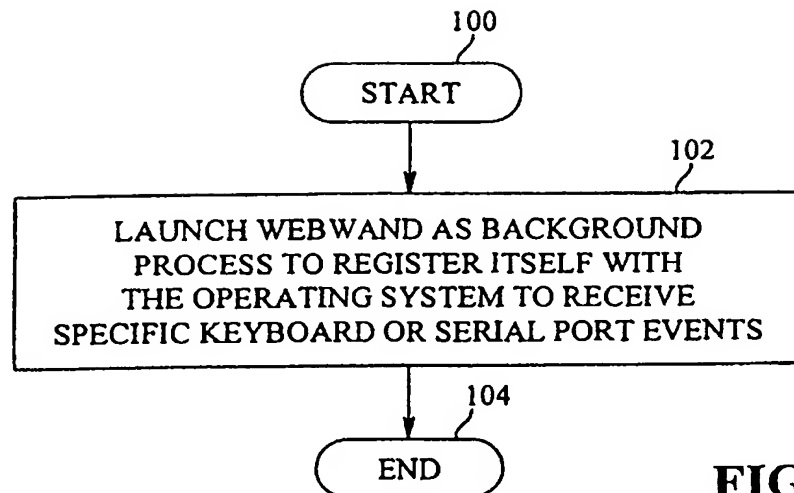 100
START
102
LAUNCH WEBWAND AS BACKGROUND
PROCESS TO REGISTER ITSELF WITH
THE OPERATING SYSTEM TO RECEIVE
SPECIFIC KEYBOARD OR SERIAL PORT EVENTS
104
END
FIG